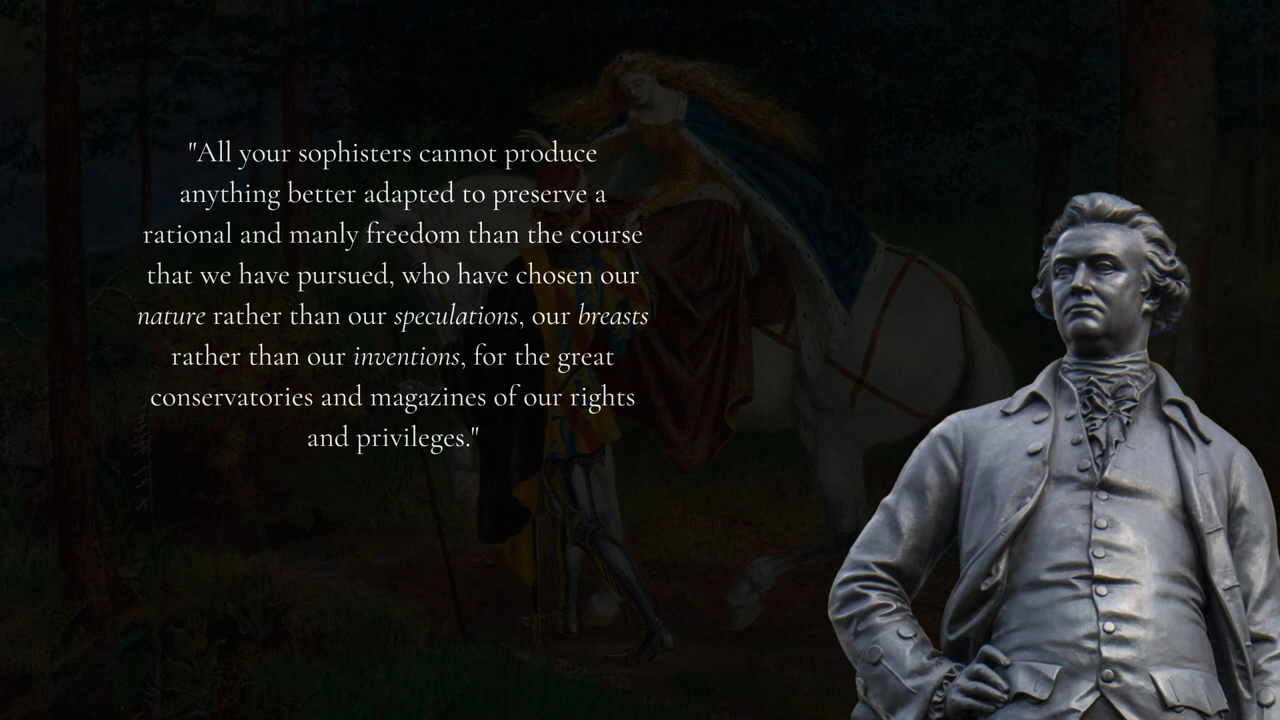 "All your sophisters cannot produce
anything better adapted to preserve a
rational and manly freedom than the course
that we have pursued, who have chosen our
nature rather than our speculations, our breasts
rather than our inventions, for the great
conservatories and magazines of our rights
and privileges."